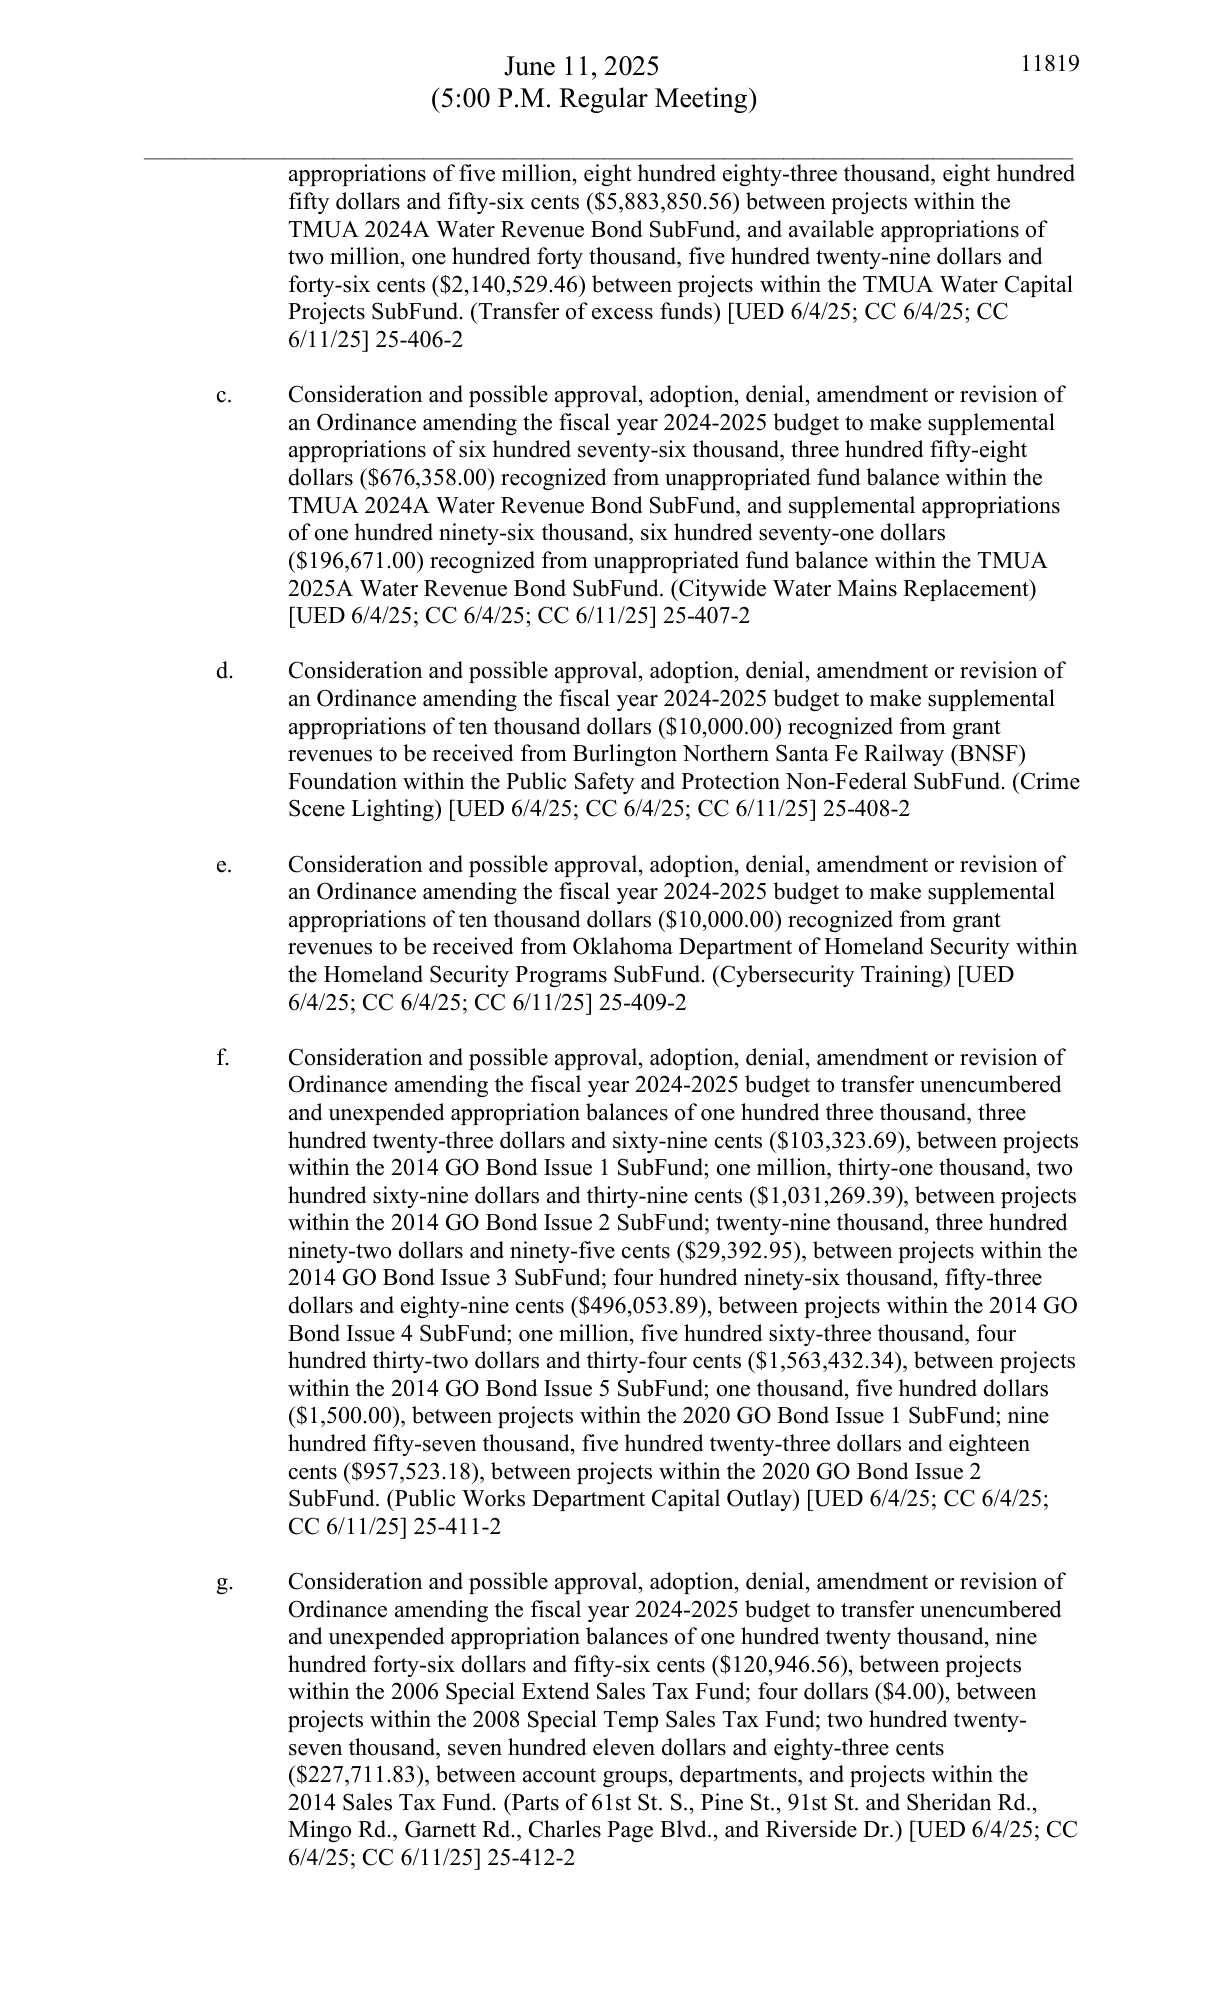 June 11, 2025
11819
(5:00 P.M. Regular Meeting)
appropriations of five million, eight hundred eighty-three thousand, eight hundred
fifty dollars and fifty-six cents ($5,883,850.56) between projects within the
TMUA 2024A Water Revenue Bond SubFund, and available appropriations of
two million, one hundred forty thousand, five hundred twenty-nine dollars and
forty-six cents ($2,140,529.46) between projects within the TMUA Water Capital
Projects SubFund. (Transfer of excess funds) [UED 6/4/25; CC 6/4/25; CC
6/11/25] 25-406-2
c. Consideration and possible approval, adoption, denial, amendment or revision of
an Ordinance amending the fiscal year 2024-2025 budget to make supplemental
appropriations of six hundred seventy-six thousand, three hundred fifty-eight
dollars ($676,358.00) recognized from unappropriated fund balance within the
TMUA 2024A Water Revenue Bond SubFund, and supplemental appropriations
of one hundred ninety-six thousand, six hundred seventy-one dollars
($196,671.00) recognized from unappropriated fund balance within the TMUA
2025A Water Revenue Bond SubFund. (Citywide Water Mains Replacement)
[UED 6/4/25; CC 6/4/25; CC 6/11/25] 25-407-2
d. Consideration and possible approval, adoption, denial, amendment or revision of
an Ordinance amending the fiscal year 2024-2025 budget to make supplemental
appropriations of ten thousand dollars ($10,000.00) recognized from grant
revenues to be received from Burlington Northern Santa Fe Railway (BNSF)
Foundation within the Public Safety and Protection Non-Federal SubFund. (Crime
Scene Lighting) [UED 6/4/25; CC 6/4/25; CC 6/11/25] 25-408-2
e. Consideration and possible approval, adoption, denial, amendment or revision of
an Ordinance amending the fiscal year 2024-2025 budget to make supplemental
appropriations of ten thousand dollars ($10,000.00) recognized from grant
revenues to be received from Oklahoma Department of Homeland Security within
the Homeland Security Programs SubFund. (Cybersecurity Training) [UED
6/4/25; CC 6/4/25; CC 6/11/25] 25-409-2
f. Consideration and possible approval, adoption, denial, amendment or revision of
Ordinance amending the fiscal year 2024-2025 budget to transfer unencumbered
and unexpended appropriation balances of one hundred three thousand, three
hundred twenty-three dollars and sixty-nine cents ($103,323.69), between projects
within the 2014 GO Bond Issue 1 SubFund; one million, thirty-one thousand, two
hundred sixty-nine dollars and thirty-nine cents ($1,031,269.39), between projects
within the 2014 GO Bond Issue 2 SubFund; twenty-nine thousand, three hundred
ninety-two dollars and ninety-five cents ($29,392.95), between projects within the
2014 GO Bond Issue 3 SubFund; four hundred ninety-six thousand, fifty-three
dollars and eighty-nine cents ($496,053.89), between projects within the 2014 GO
Bond Issue 4 SubFund; one million, five hundred sixty-three thousand, four
hundred thirty-two dollars and thirty-four cents ($1,563,432.34), between projects
within the 2014 GO Bond Issue 5 SubFund; one thousand, five hundred dollars
($1,500.00), between projects within the 2020 GO Bond Issue 1 SubFund; nine
hundred fifty-seven thousand, five hundred twenty-three dollars and eighteen
cents ($957,523.18), between projects within the 2020 GO Bond Issue 2
SubFund. (Public Works Department Capital Outlay) [UED 6/4/25; CC 6/4/25;
CC 6/11/25] 25-411-2
g. Consideration and possible approval, adoption, denial, amendment or revision of
Ordinance amending the fiscal year 2024-2025 budget to transfer unencumbered
and unexpended appropriation balances of one hundred twenty thousand, nine
hundred forty-six dollars and fifty-six cents ($120,946.56), between projects
within the 2006 Special Extend Sales Tax Fund; four dollars ($4.00), between
projects within the 2008 Special Temp Sales Tax Fund; two hundred twenty-
seven thousand, seven hundred eleven dollars and eighty-three cents
($227,711.83), between account groups, departments, and projects within the
2014 Sales Tax Fund. (Parts of 61st St. S., Pine St., 91st St. and Sheridan Rd.,
Mingo Rd., Garnett Rd., Charles Page Blvd., and Riverside Dr.) [UED 6/4/25; CC
6/4/25; CC 6/11/25] 25-412-2